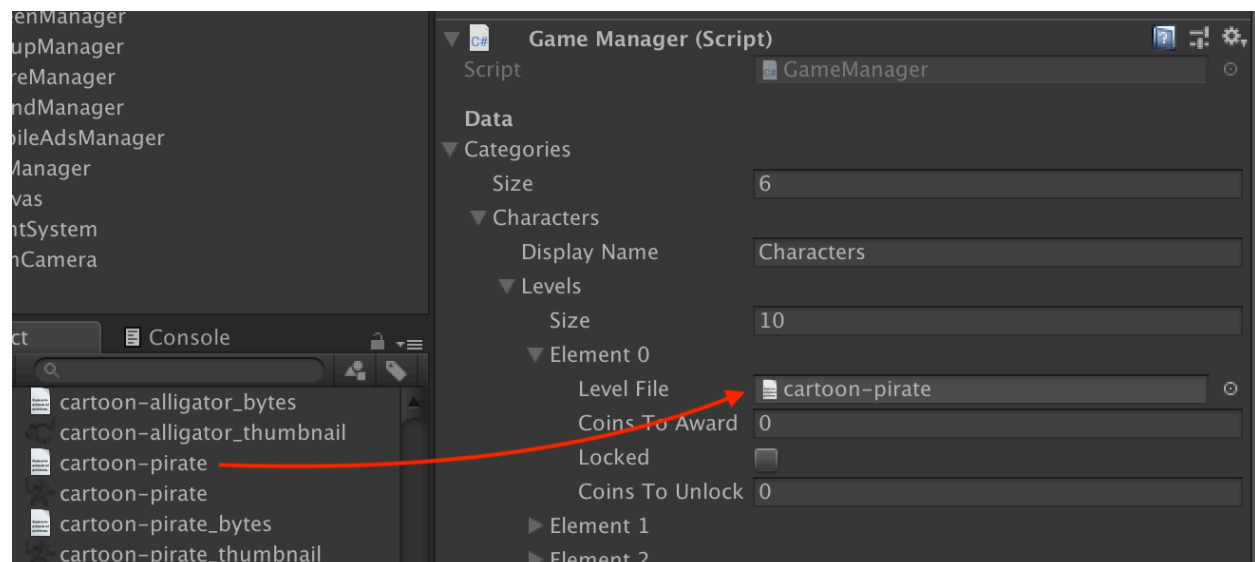 enManager
upManager
reManager
ndManager
bileAdsManager
Manager
vas
ntSystem
nCamera
ct
Console
cartoon-alligator_bytes
cartoon-alligator_thumbnail
cartoon-pirate
cartoon-pirate
cartoon-pirate_bytes
cartoon-pirate_thumbnail
C# Game Manager (Script)
Script GameManager
Data
Categories
Size 6
Characters
Display Name Characters
Levels
Size 10
Element 0
Level File cartoon-pirate
Coins To Award 0
Locked
Coins To Unlock 0
Element 1
Element 2